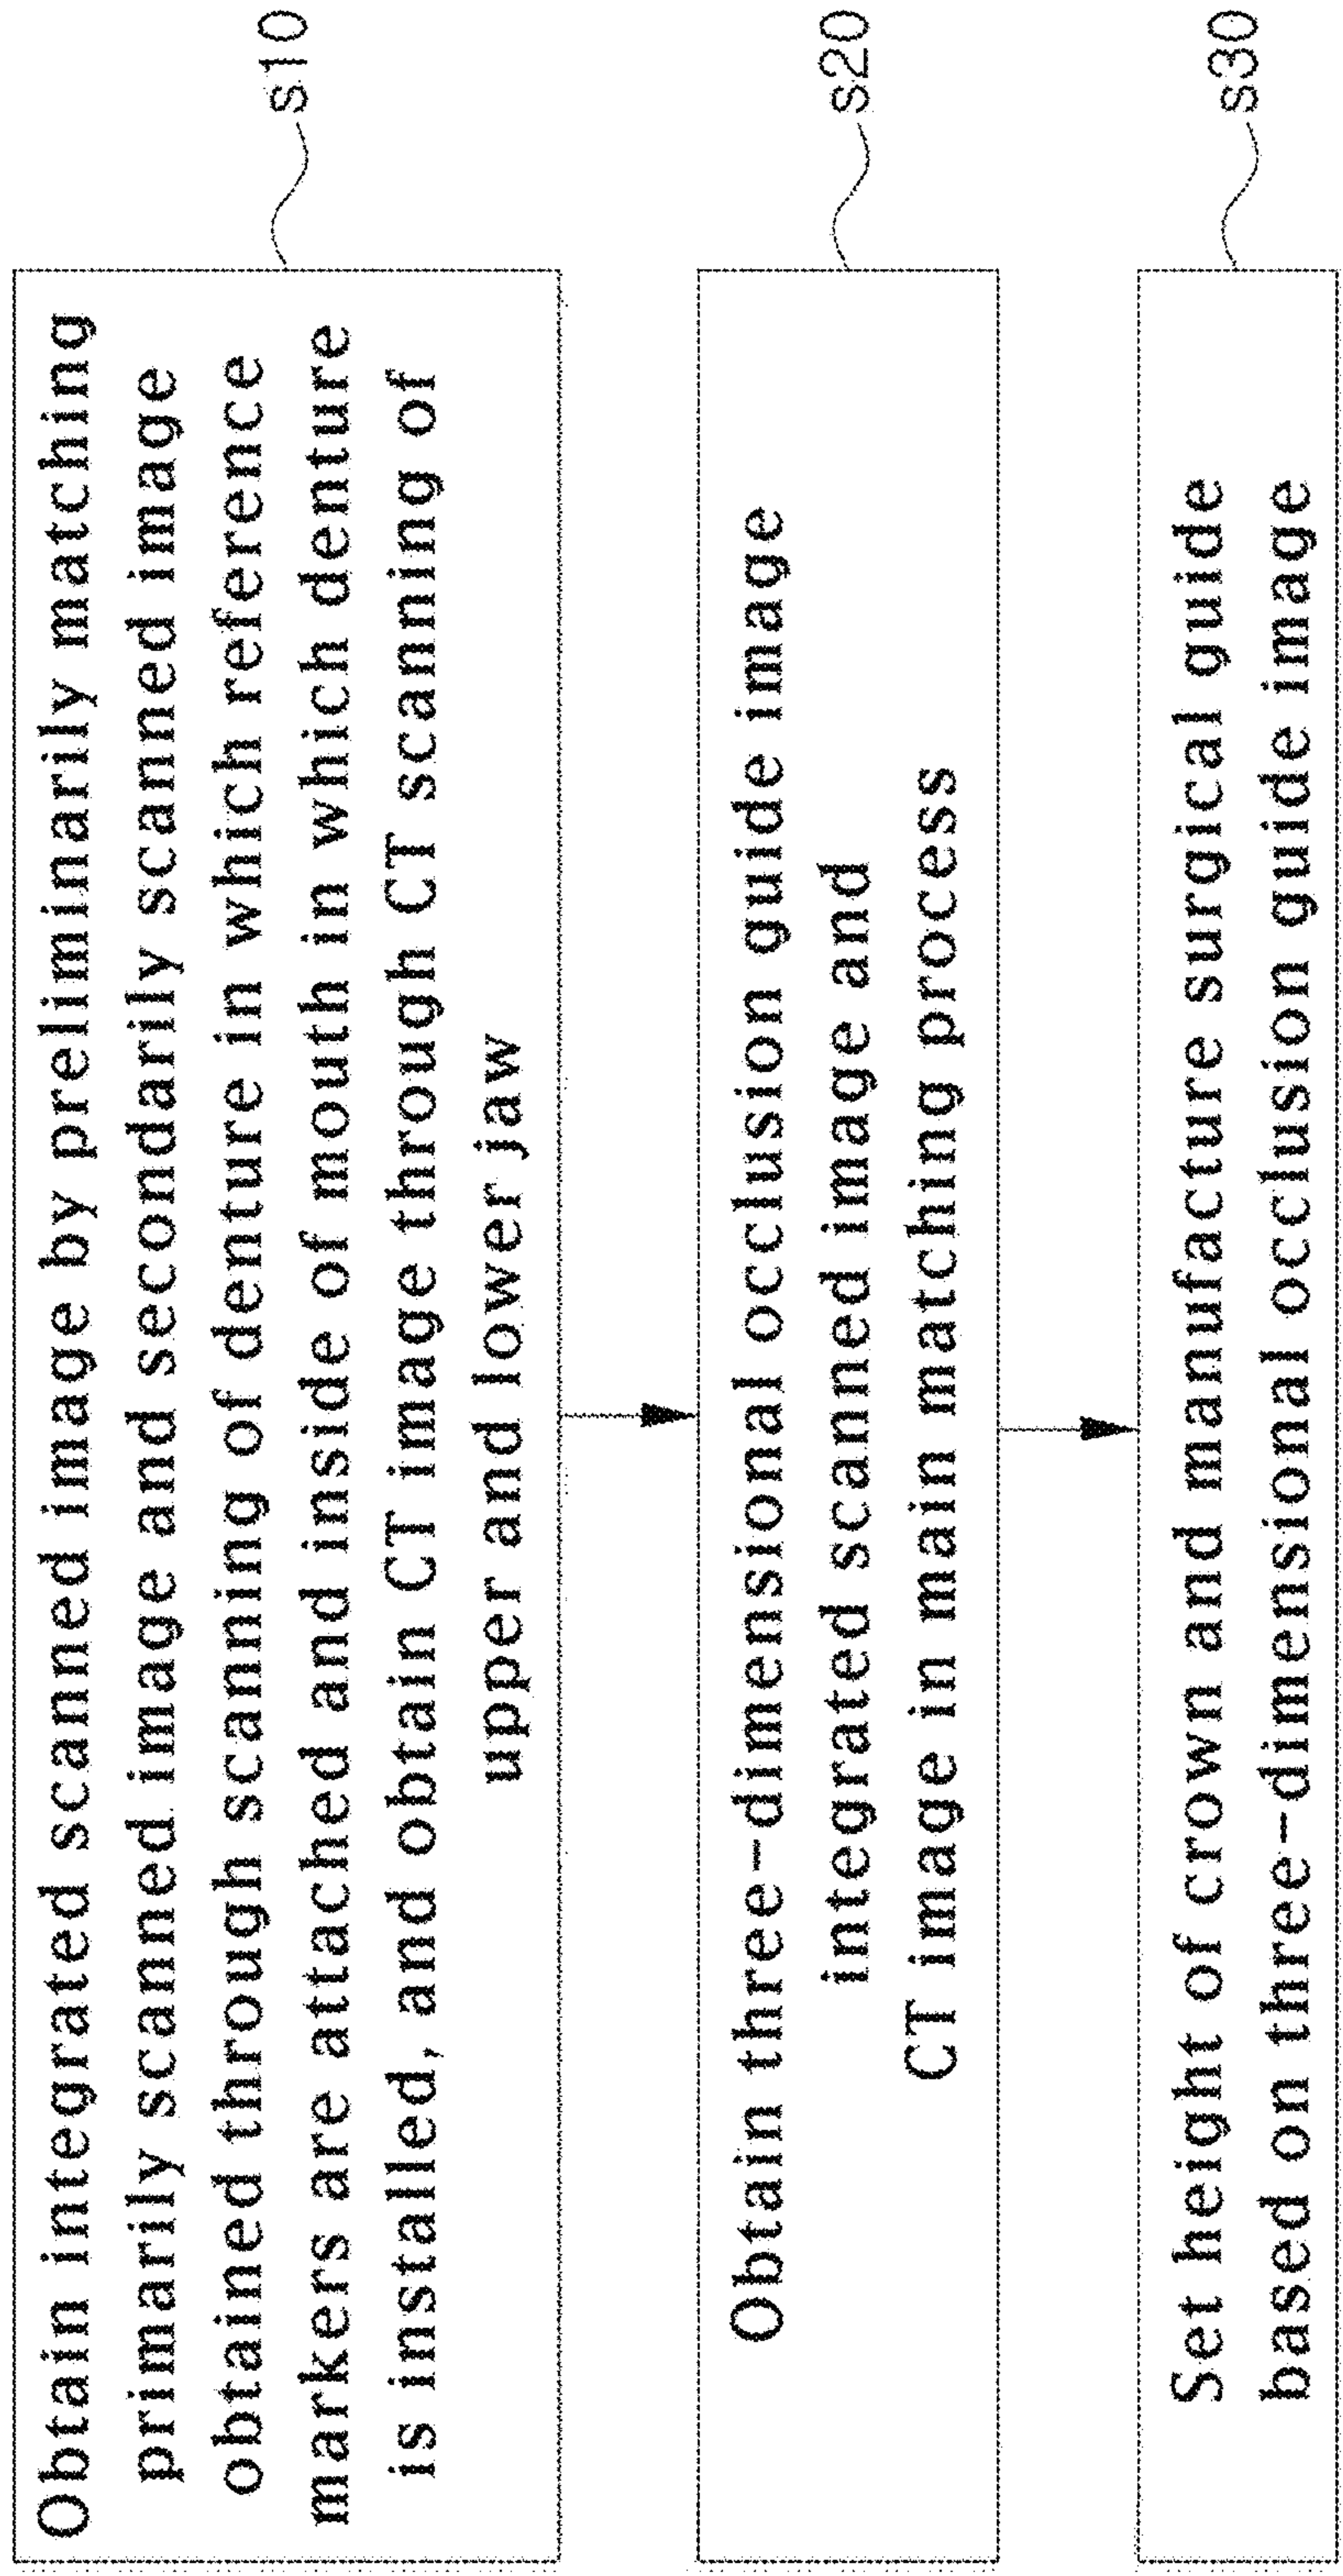 Obtain integrated scanned image by preliminarily matching
primarily scanned image and secondarily scanned image
obtained through scanning of denture in which reference
markers are attached and inside of mouth in which denture
is installed, and obtain CT image through CT scanning of
upper and lower jaw
s10
Obtain three-dimensional occlusion guide image
integrated scanned image and
CT image in main matching process
s20
Set height of crown and manufacture surgical guide
based on three-dimensional occlusion guide image
s30